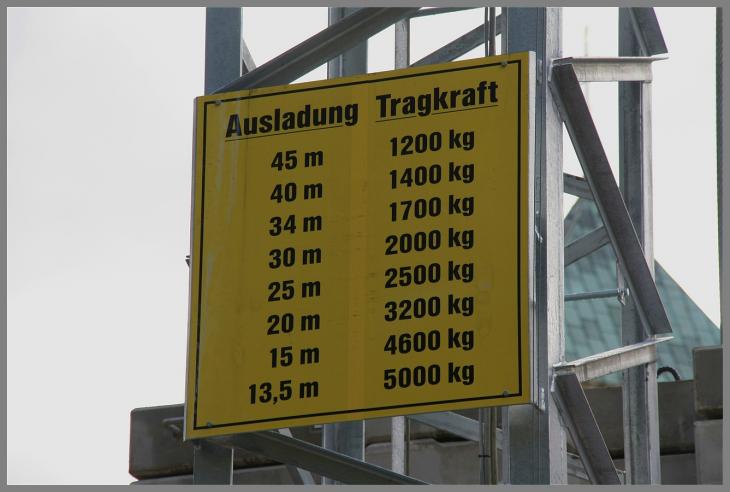 Ausladung Tragkraft
45 m 1200 kg
40 m 1400 kg
34 m 1700 kg
30 m 2000 kg
25 m 2500 kg
20 m 3200 kg
15 m 4600 kg
13,5 m 5000 kg